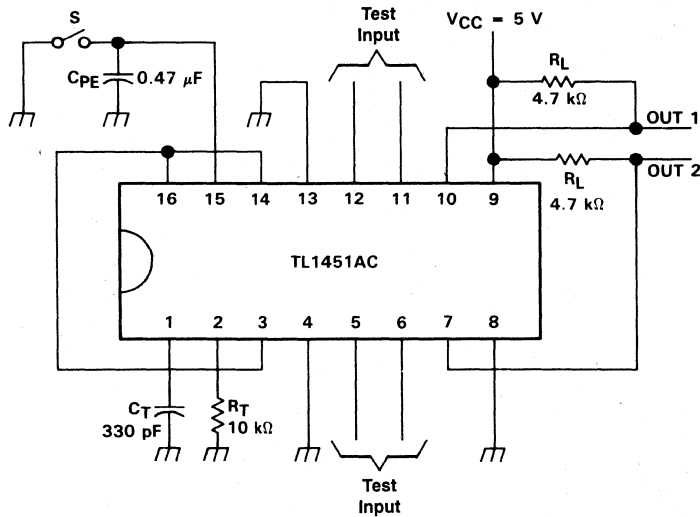 S
CPE
0.47 μF
Test
Input
VCC = 5 V
RL
4.7 kΩ
OUT 1
OUT 2
RL
4.7 kΩ
16 15 14 13 12 11 10 9
TL1451AC
1 2 3 4 5 6 7 8
CT
330 pF
RT
10 kΩ
Test
Input